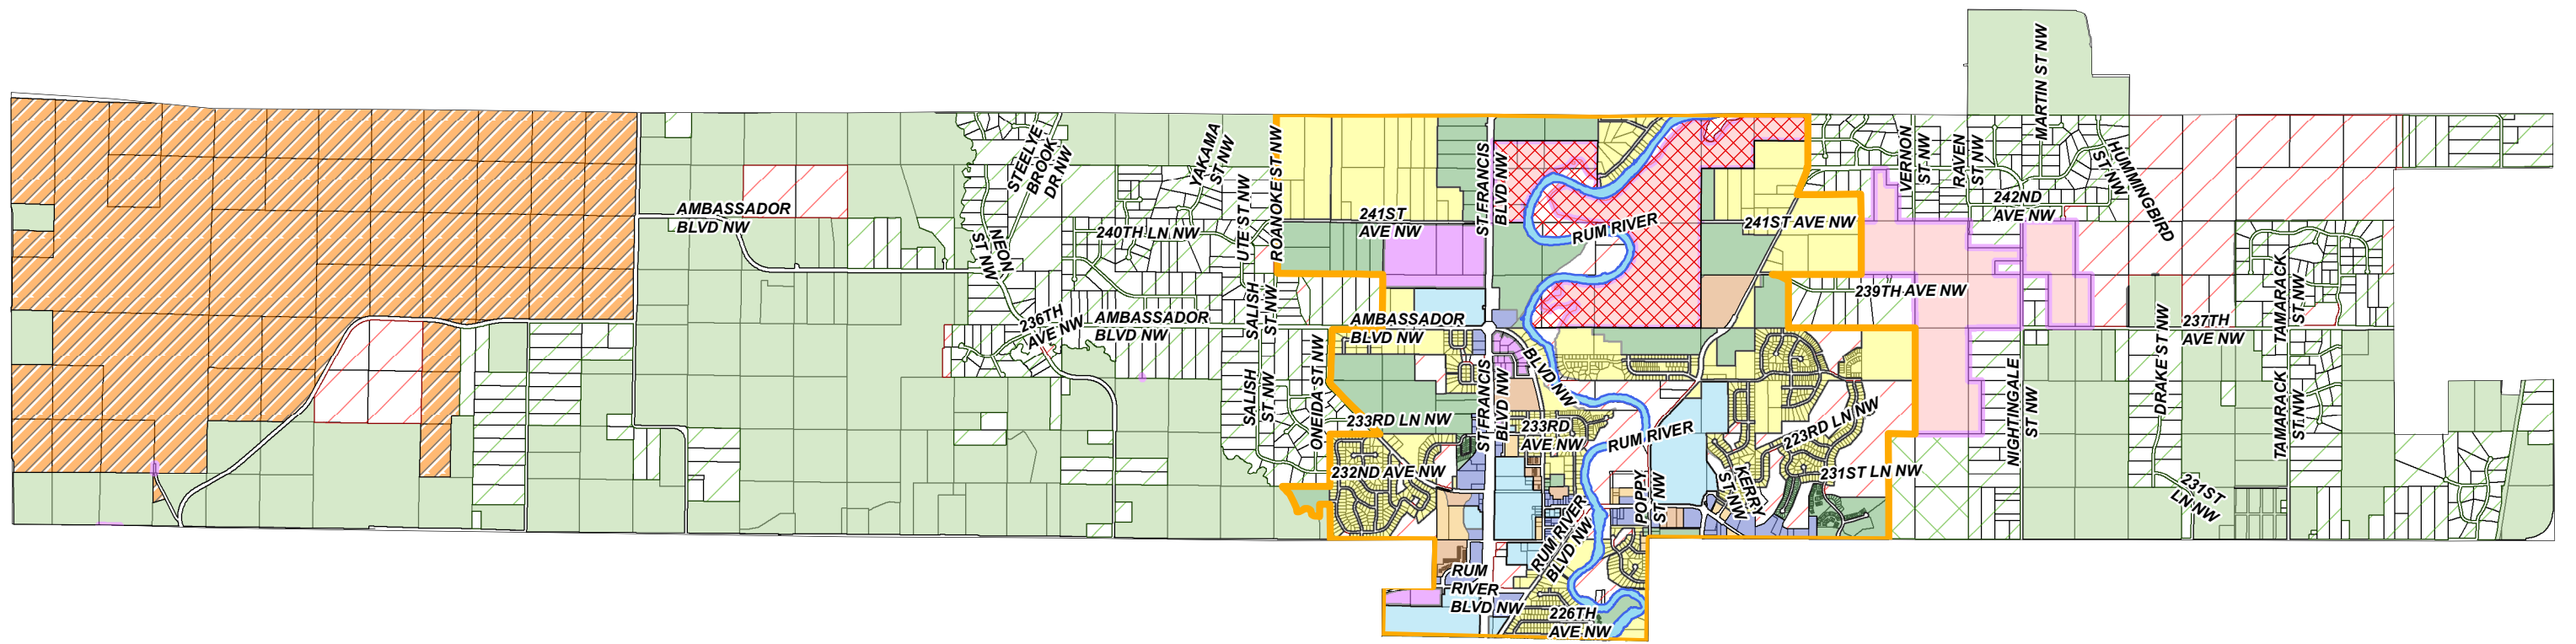 AMBASSADOR
BLVD NW
STEELYE
BROOK
DR NW
NEON
ST NW
236TH
AVE NW
240TH LN NW
AMBASSADOR
BLVD NW
YAKAMA
ST NW
UTE ST NW
ROANOKE ST NW
SALISH
ST NW
SALISH
ST NW
ONEIDA ST NW
241ST
AVE NW
ST FRANCIS
BLVD NW
AMBASSADOR
BLVD NW
BLVD NW
ST FRANCIS
BLVD NW
233RD LN NW
232ND AVE NW
233RD
AVE NW
RUM RIVER
RUM RIVER
RUM RIVER
BLVD NW
RUM
RIVER
BLVD NW
226TH
AVE NW
POPPY
ST NW
KERRY
ST NW
223RD LN NW
231ST LN NW
241ST AVE NW
239TH AVE NW
VERNON
ST NW
RAVEN
ST NW
MARTIN ST NW
242ND
AVE NW
HUMMINGBIRD
ST NW
NIGHTINGALE
ST NW
DRAKE ST NW
237TH
AVE NW
TAMARACK
ST NW
TAMARACK
ST NW
231ST
LN NW